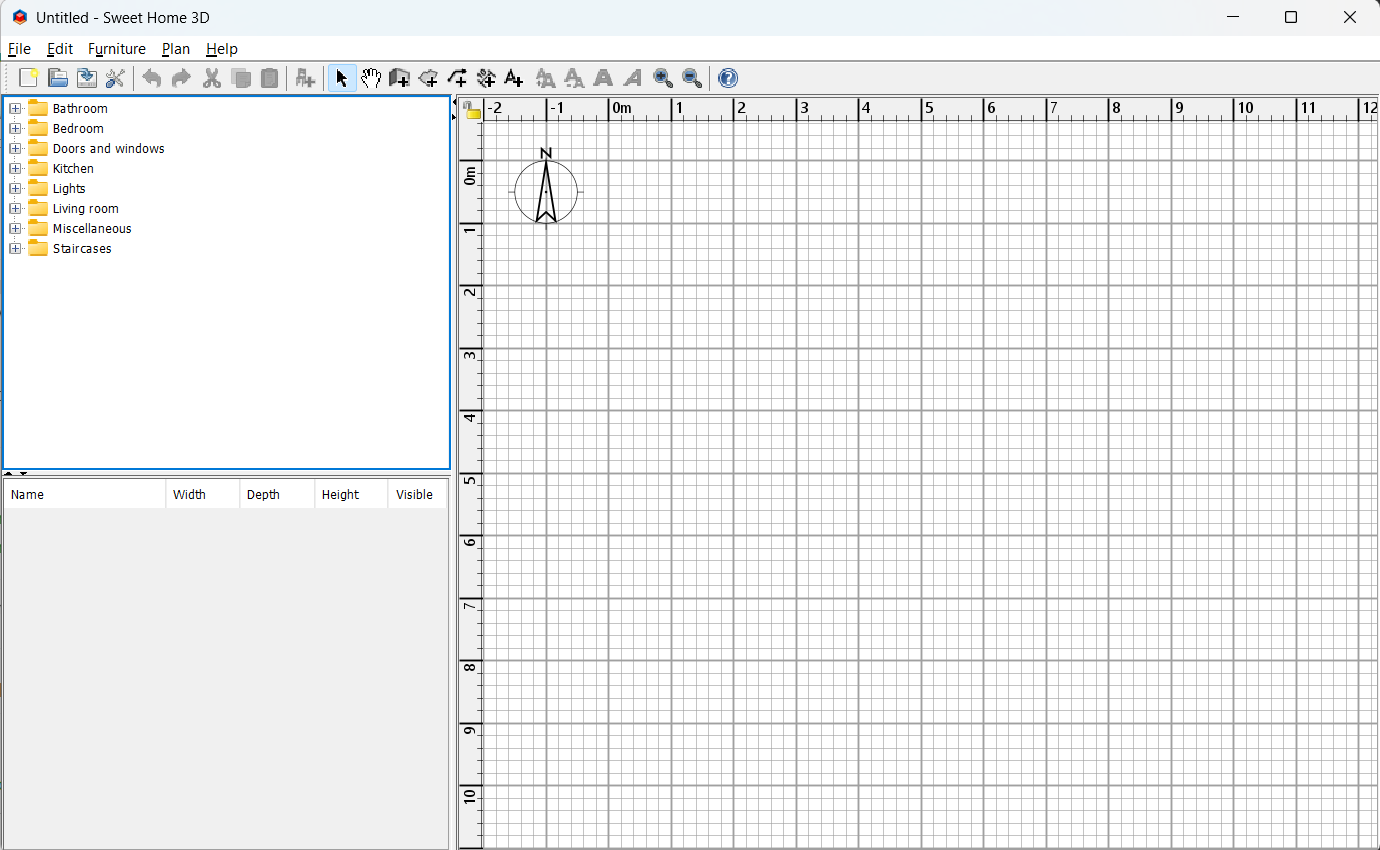 Untitled - Sweet Home 3D
File Edit Furniture Plan Help
Bathroom
Bedroom
Doors and windows
Kitchen
Lights
Living room
Miscellaneous
Staircases
Name Width Depth Height Visible
-2 -1 0m 1 2 3 4 5 6 7 8 9 10 11 12
N
0m
1
2
3
4
5
6
7
8
9
10